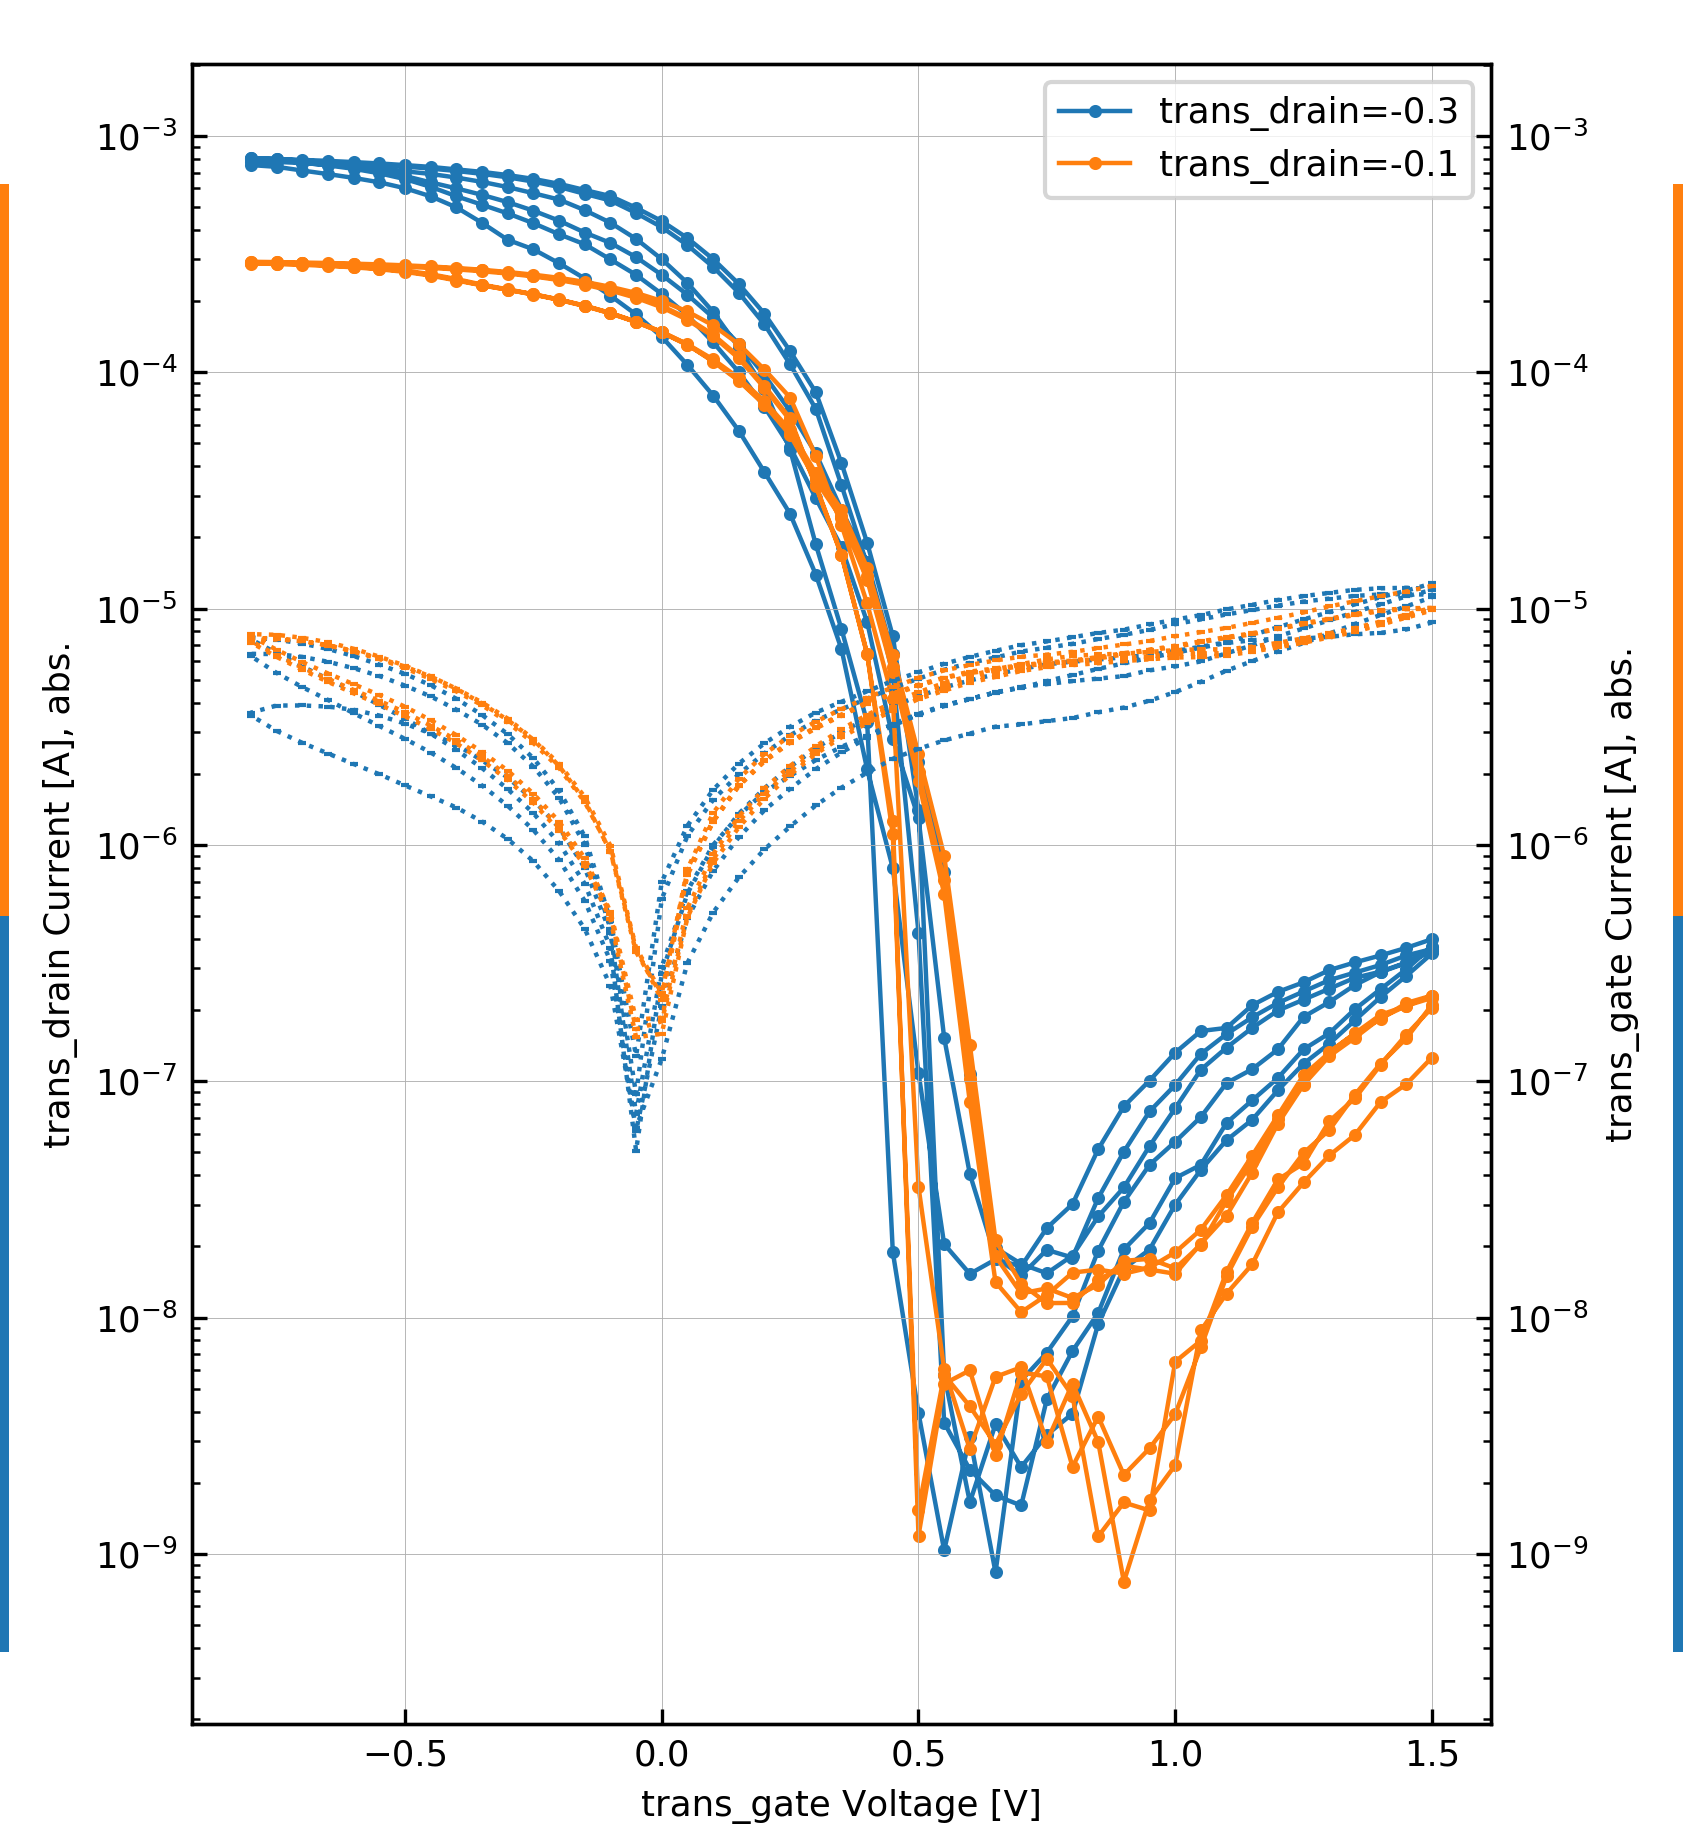 trans_drain=-0.3
trans_drain=-0.1
10⁻³
10⁻⁴
10⁻⁵
10⁻⁶
10⁻⁷
10⁻⁸
10⁻⁹
trans_drain Current [A], abs.
10⁻³
10⁻⁴
10⁻⁵
10⁻⁶
10⁻⁷
10⁻⁸
10⁻⁹
trans_gate Current [A], abs.
−0.5 0.0 0.5 1.0 1.5
trans_gate Voltage [V]